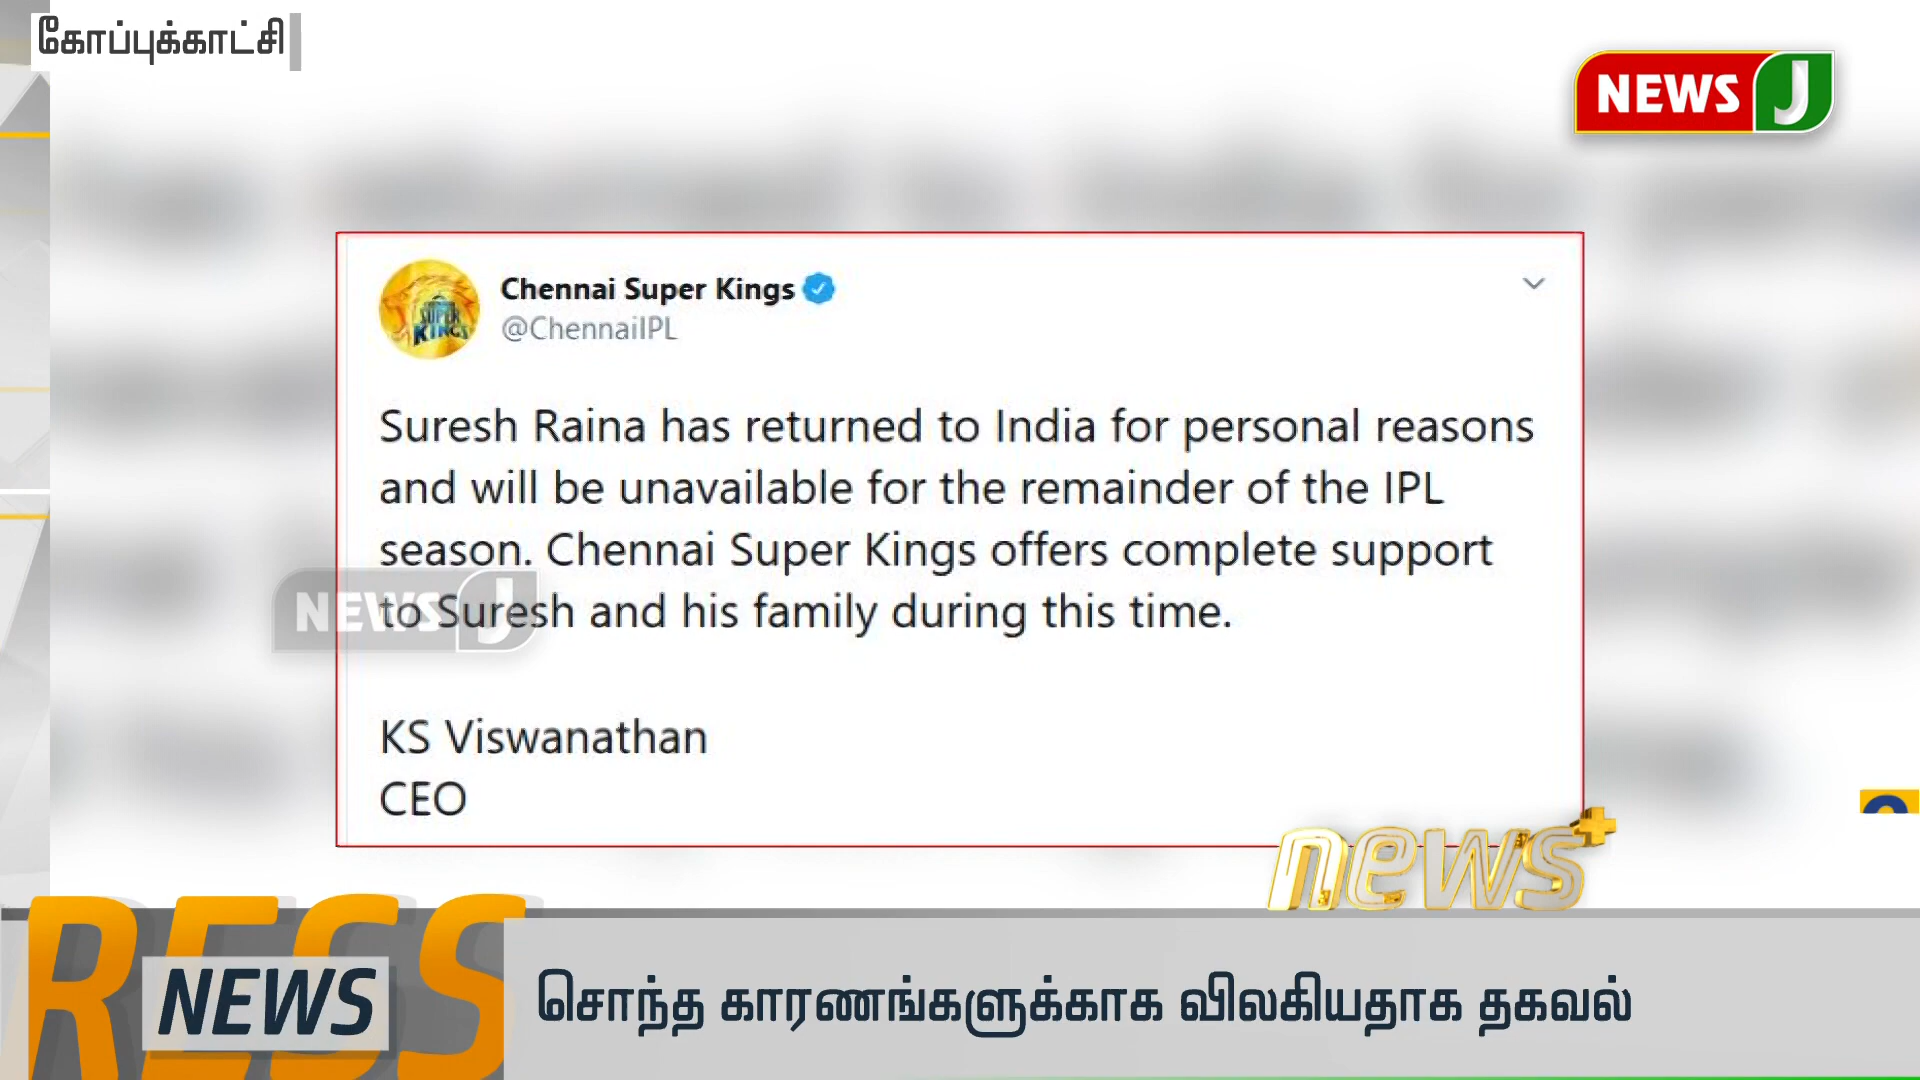 கோப்புக்காட்சி
NEWS J
Chennai Super Kings
@ChennaiIPL
Suresh Raina has returned to India for personal reasons
and will be unavailable for the remainder of the IPL
season. Chennai Super Kings offers complete support
to Suresh and his family during this time.
NEWS J
KS Viswanathan
CEO
news+
RESS
NEWS
சொந்த காரணங்களுக்காக விலகியதாக தகவல்